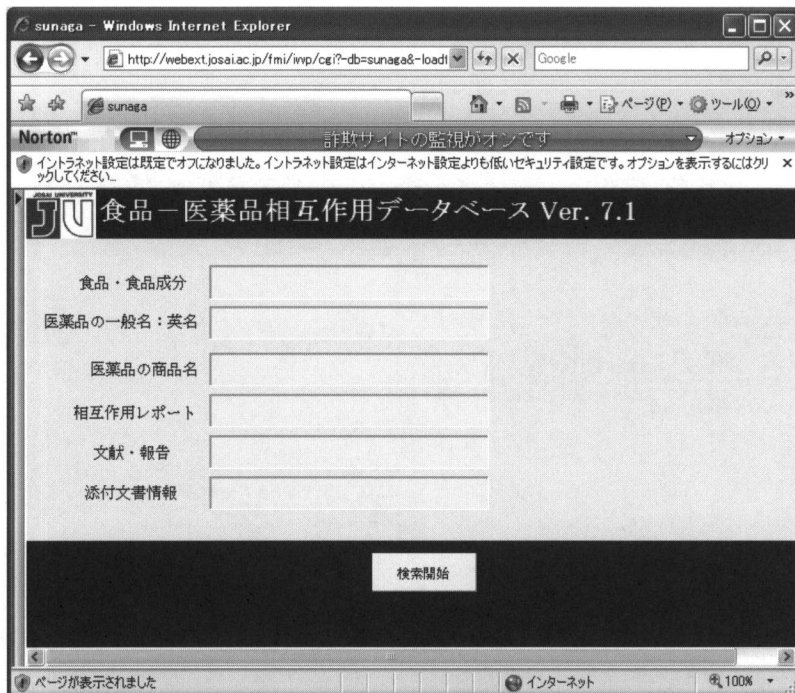 sunaga - Windows Internet Explorer
http://webext.josai.ac.jp/fmi/iwp/cgi?-db=sunaga&-loadf
Google
sunaga
ページ(P)
ツール(O)
»
Norton™
詐欺サイトの監視がオンです
オプション
イントラネット設定は既定でオフになりました。イントラネット設定はインターネット設定よりも低いセキュリティ設定です。オプションを表示するにはクリ
ックしてください...
JOSAI UNIVERSITY
JU
食品－医薬品相互作用データベース Ver. 7.1
食品・食品成分
医薬品の一般名：英名
医薬品の商品名
相互作用レポート
文献・報告
添付文書情報
検索開始
ページが表示されました
インターネット
100%